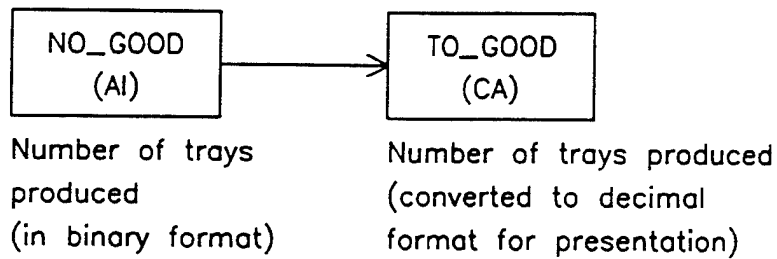 NO_GOOD
(AI)
TO_GOOD
(CA)
Number of trays
produced
(in binary format)
Number of trays produced
(converted to decimal
format for presentation)